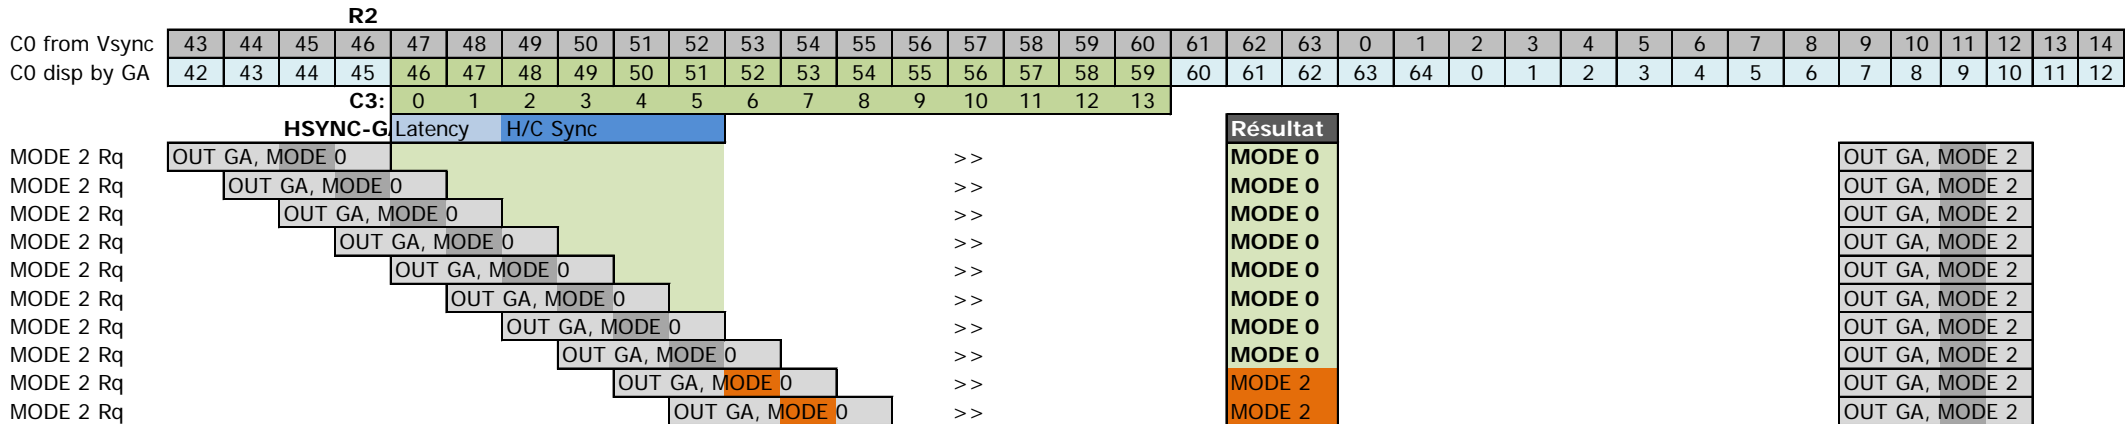 R2
C0 from Vsync 43 44 45 46 47 48 49 50 51 52 53 54 55 56 57 58 59 60 61 62 63 0 1 2 3 4 5 6 7 8 9 10 11 12 13 14
C0 disp by GA 42 43 44 45 46 47 48 49 50 51 52 53 54 55 56 57 58 59 60 61 62 63 64 0 1 2 3 4 5 6 7 8 9 10 11 12
C3: 0 1 2 3 4 5 6 7 8 9 10 11 12 13
HSYNC-GA Latency H/C Sync Résultat
MODE 2 Rq OUT GA, MODE 0 >> MODE 0 OUT GA, MODE 2
MODE 2 Rq OUT GA, MODE 0 >> MODE 0 OUT GA, MODE 2
MODE 2 Rq OUT GA, MODE 0 >> MODE 0 OUT GA, MODE 2
MODE 2 Rq OUT GA, MODE 0 >> MODE 0 OUT GA, MODE 2
MODE 2 Rq OUT GA, MODE 0 >> MODE 0 OUT GA, MODE 2
MODE 2 Rq OUT GA, MODE 0 >> MODE 0 OUT GA, MODE 2
MODE 2 Rq OUT GA, MODE 0 >> MODE 0 OUT GA, MODE 2
MODE 2 Rq OUT GA, MODE 0 >> MODE 0 OUT GA, MODE 2
MODE 2 Rq OUT GA, MODE 0 >> MODE 2 OUT GA, MODE 2
MODE 2 Rq OUT GA, MODE 0 >> MODE 2 OUT GA, MODE 2